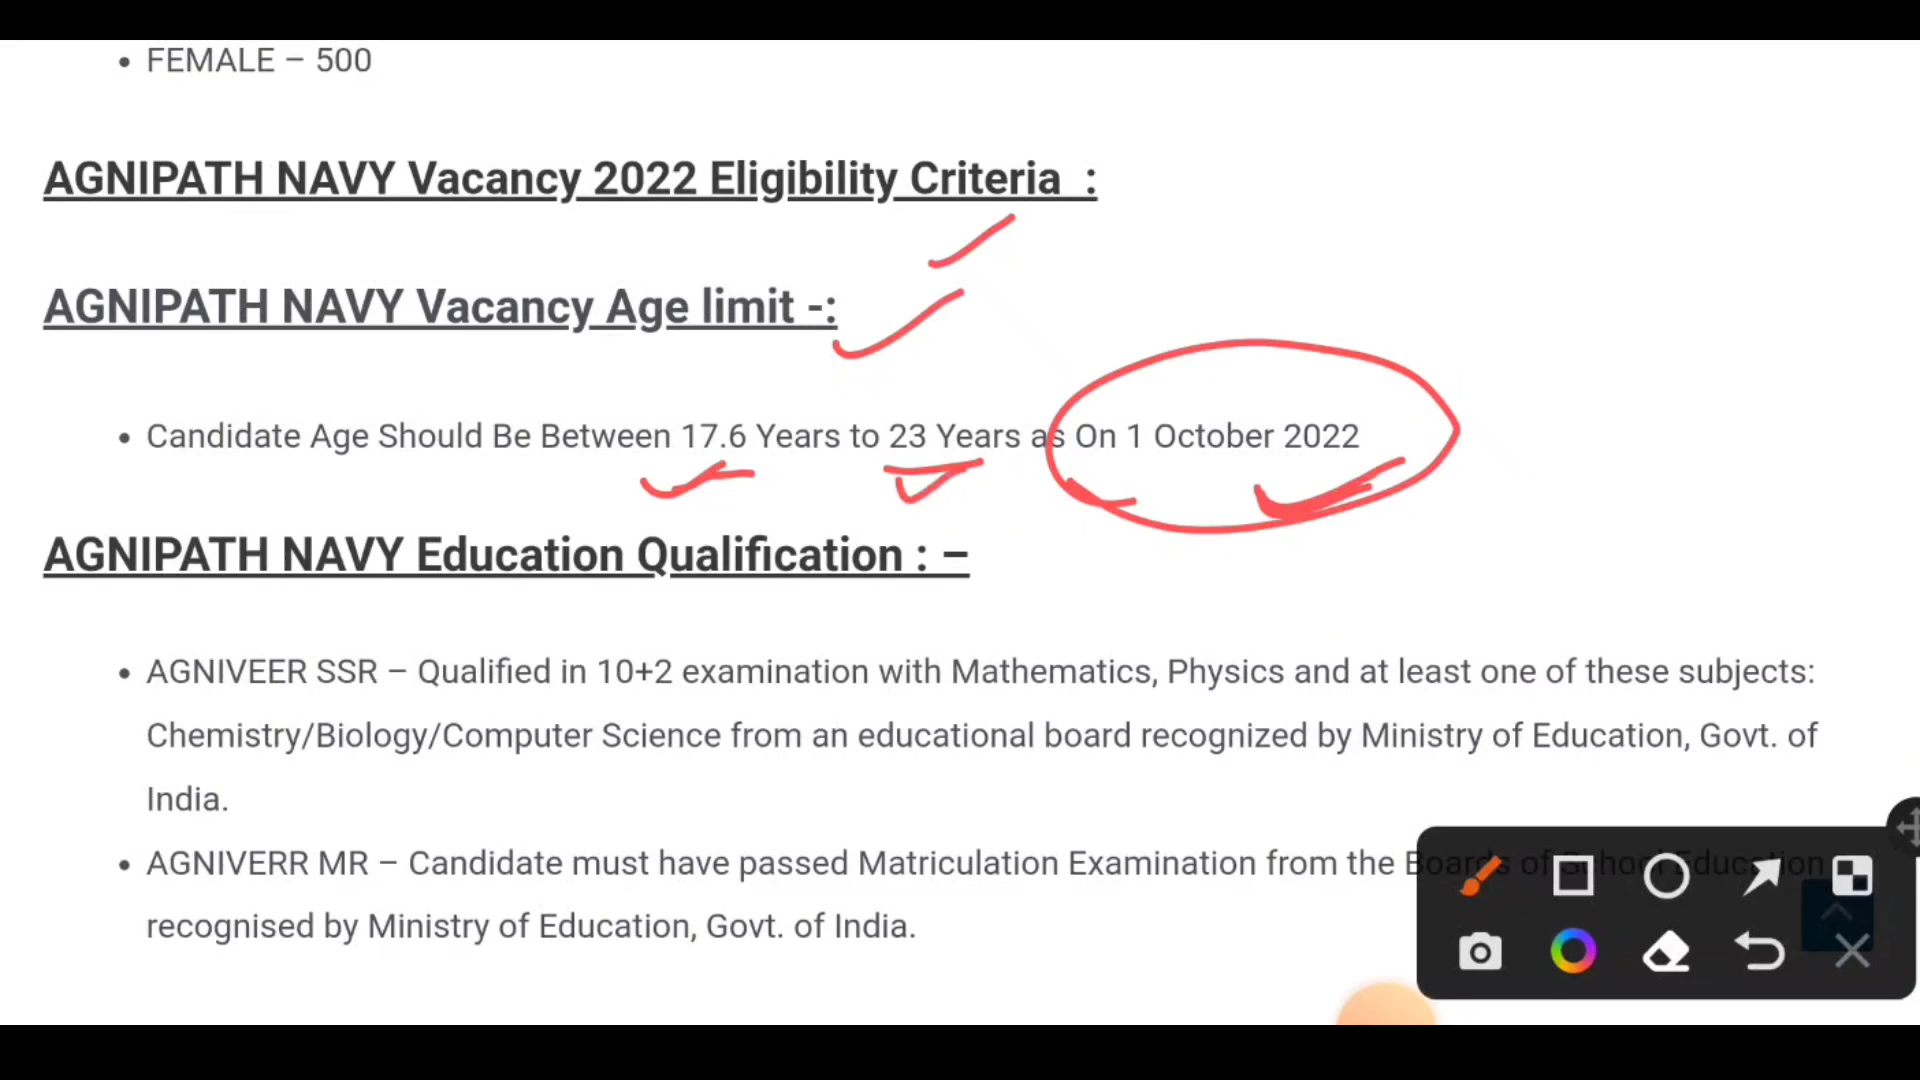 • FEMALE – 500
AGNIPATH NAVY Vacancy 2022 Eligibility Criteria :
AGNIPATH NAVY Vacancy Age limit -:
• Candidate Age Should Be Between 17.6 Years to 23 Years as On 1 October 2022
AGNIPATH NAVY Education Qualification : –
• AGNIVEER SSR – Qualified in 10+2 examination with Mathematics, Physics and at least one of these subjects:
Chemistry/Biology/Computer Science from an educational board recognized by Ministry of Education, Govt. of
India.
• AGNIVERR MR – Candidate must have passed Matriculation Examination from the Boards of School Education
recognised by Ministry of Education, Govt. of India.